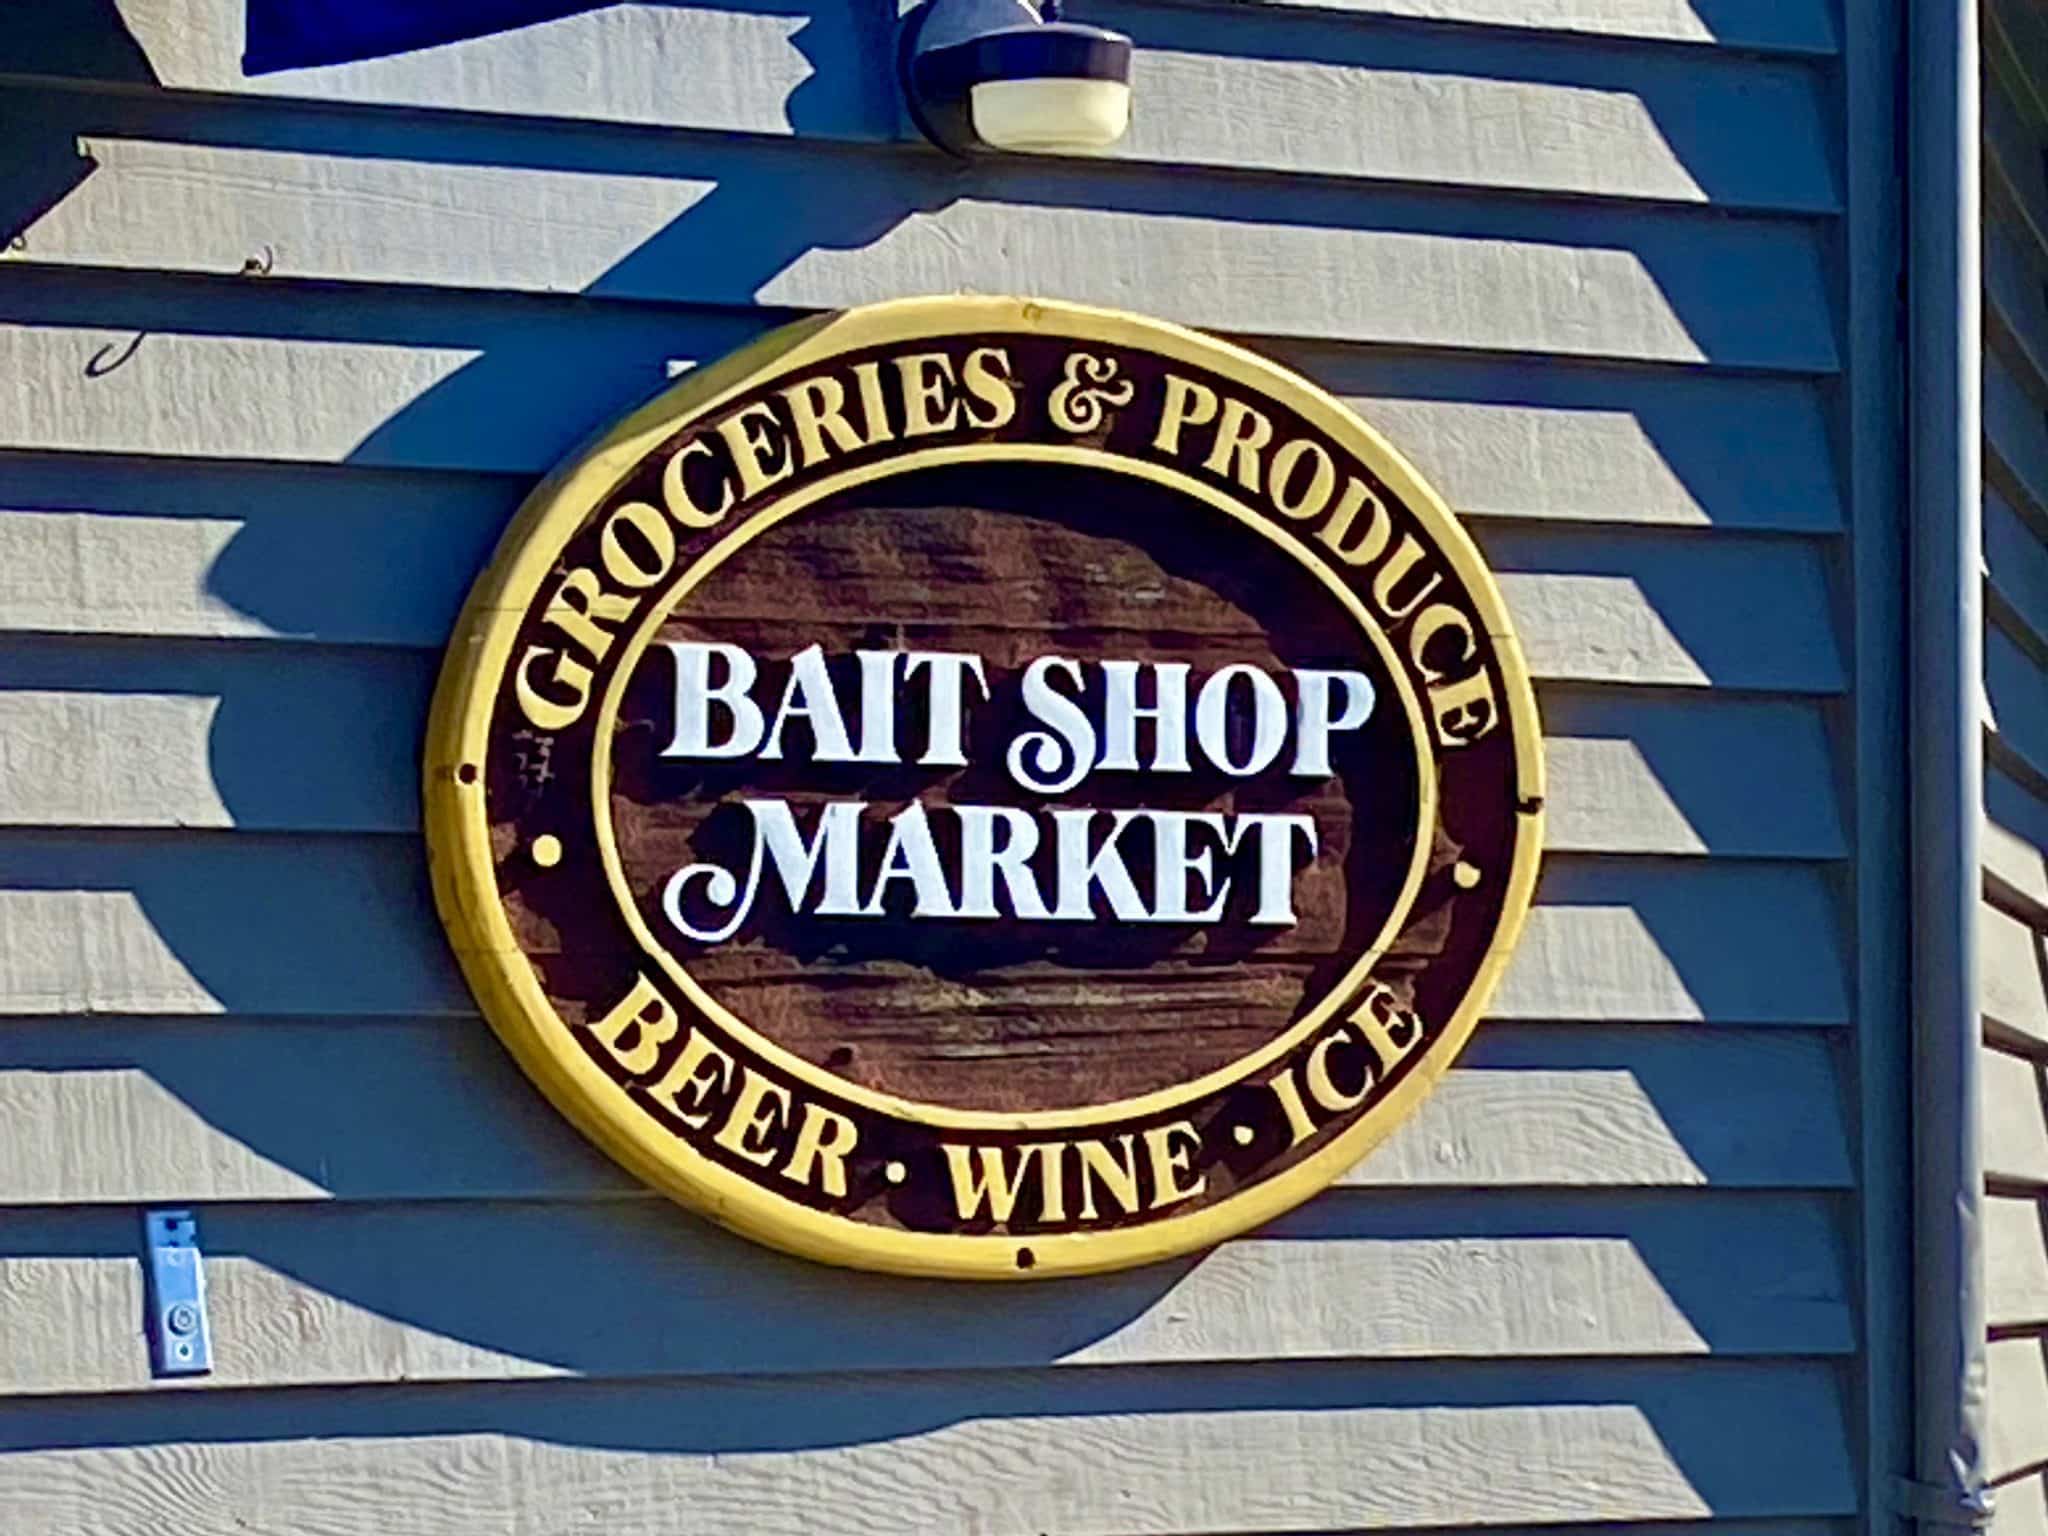 GROCERIES & PRODUCE
BAIT SHOP
MARKET
BEER · WINE · ICE